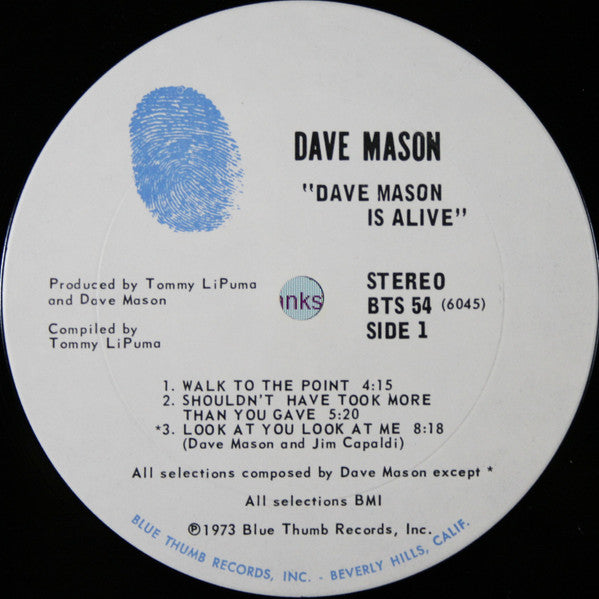 DAVE MASON
"DAVE MASON
IS ALIVE"
Produced by Tommy LiPuma
and Dave Mason
Compiled by
Tommy LiPuma
nks
STEREO
BTS 54 (6045)
SIDE 1
1. WALK TO THE POINT 4:15
2. SHOULDN'T HAVE TOOK MORE
THAN YOU GAVE 5:20
*3. LOOK AT YOU LOOK AT ME 8:18
(Dave Mason and Jim Capaldi)
All selections composed by Dave Mason except *
All selections BMI
℗1973 Blue Thumb Records, Inc.
BLUE THUMB RECORDS, INC. - BEVERLY HILLS, CALIF.